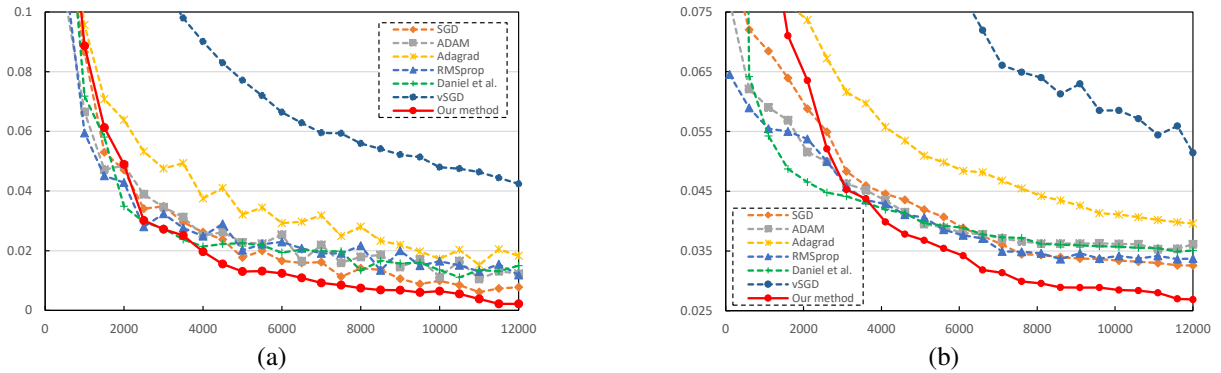 0.1
0.08
0.06
0.04
0.02
0
0 2000 4000 6000 8000 10000 12000
SGD
ADAM
Adagrad
RMSprop
Daniel et al.
vSGD
Our method
(a)
0.075
0.065
0.055
0.045
0.035
0.025
0 2000 4000 6000 8000 10000 12000
SGD
ADAM
Adagrad
RMSprop
Daniel et al.
vSGD
Our method
(b)